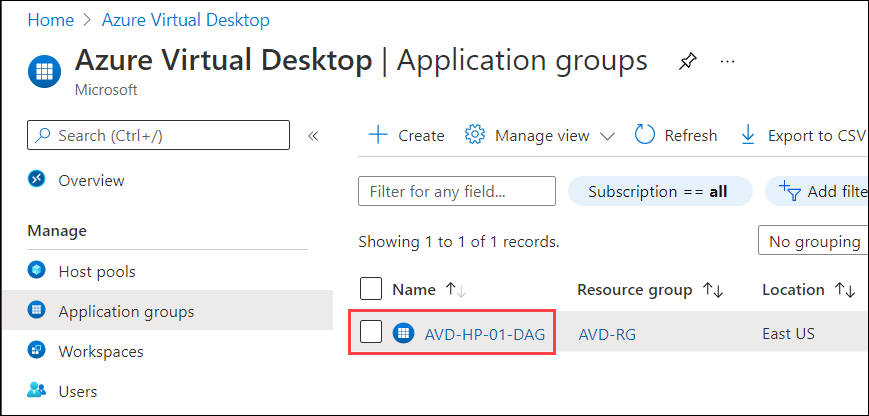 Home > Azure Virtual Desktop
Azure Virtual Desktop | Application groups
Microsoft
Search (Ctrl+/)
Overview
Manage
Host pools
Application groups
Workspaces
Users
Create Manage view Refresh Export to CSV
Filter for any field... Subscription == all Add filte
Showing 1 to 1 of 1 records. No grouping
Name Resource group Location
AVD-HP-01-DAG AVD-RG East US